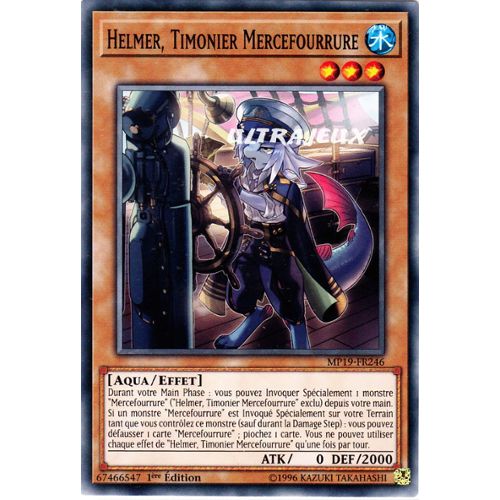 HELMER, TIMONIER MERCEFOURRURE
水
ULTRAJEUX
MP19-FR246
[AQUA/EFFET]
Durant votre Main Phase : vous pouvez Invoquer Spécialement 1 monstre
"Mercefourrure" ("Helmer, Timonier Mercefourrure" exclu) depuis votre main.
Si un monstre "Mercefourrure" est Invoqué Spécialement sur votre Terrain
tant que vous contrôlez ce monstre (sauf durant la Damage Step) : vous pouvez
défausser 1 carte "Mercefourrure" ; piochez 1 carte. Vous ne pouvez utiliser
chaque effet de "Helmer, Timonier Mercefourrure" qu'une fois par tour.
ATK/ 0 DEF/2000
67466547 1ère Édition ©1996 KAZUKI TAKAHASHI